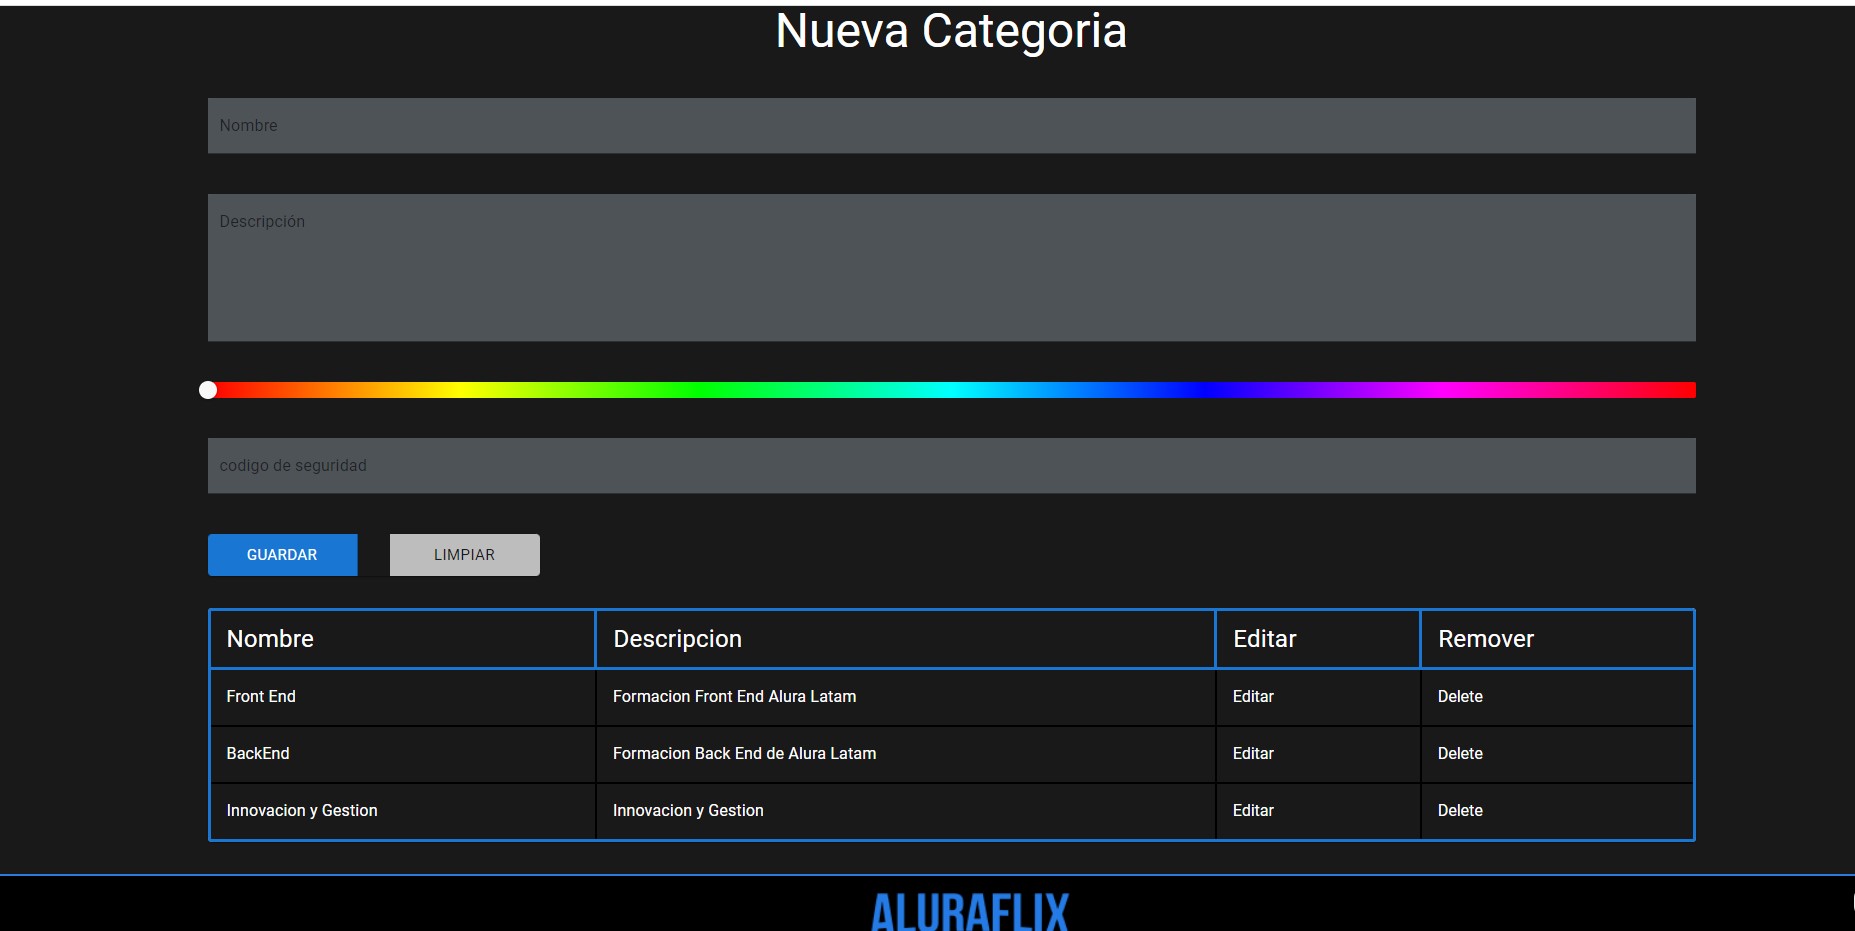 Nueva Categoria
Nombre
Descripción
codigo de seguridad
GUARDAR LIMPIAR
Nombre Descripcion Editar Remover
Front End Formacion Front End Alura Latam Editar Delete
BackEnd Formacion Back End de Alura Latam Editar Delete
Innovacion y Gestion Innovacion y Gestion Editar Delete
ALURAFLIX